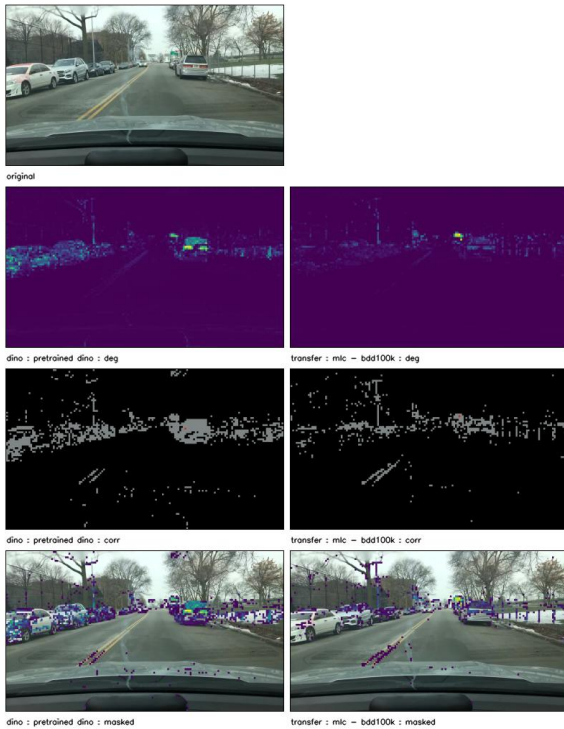 original
dino : pretrained dino : deg
transfer : mlc – bdd100k : deg
dino : pretrained dino : corr
transfer : mlc – bdd100k : corr
dino : pretrained dino : masked
transfer : mlc – bdd100k : masked